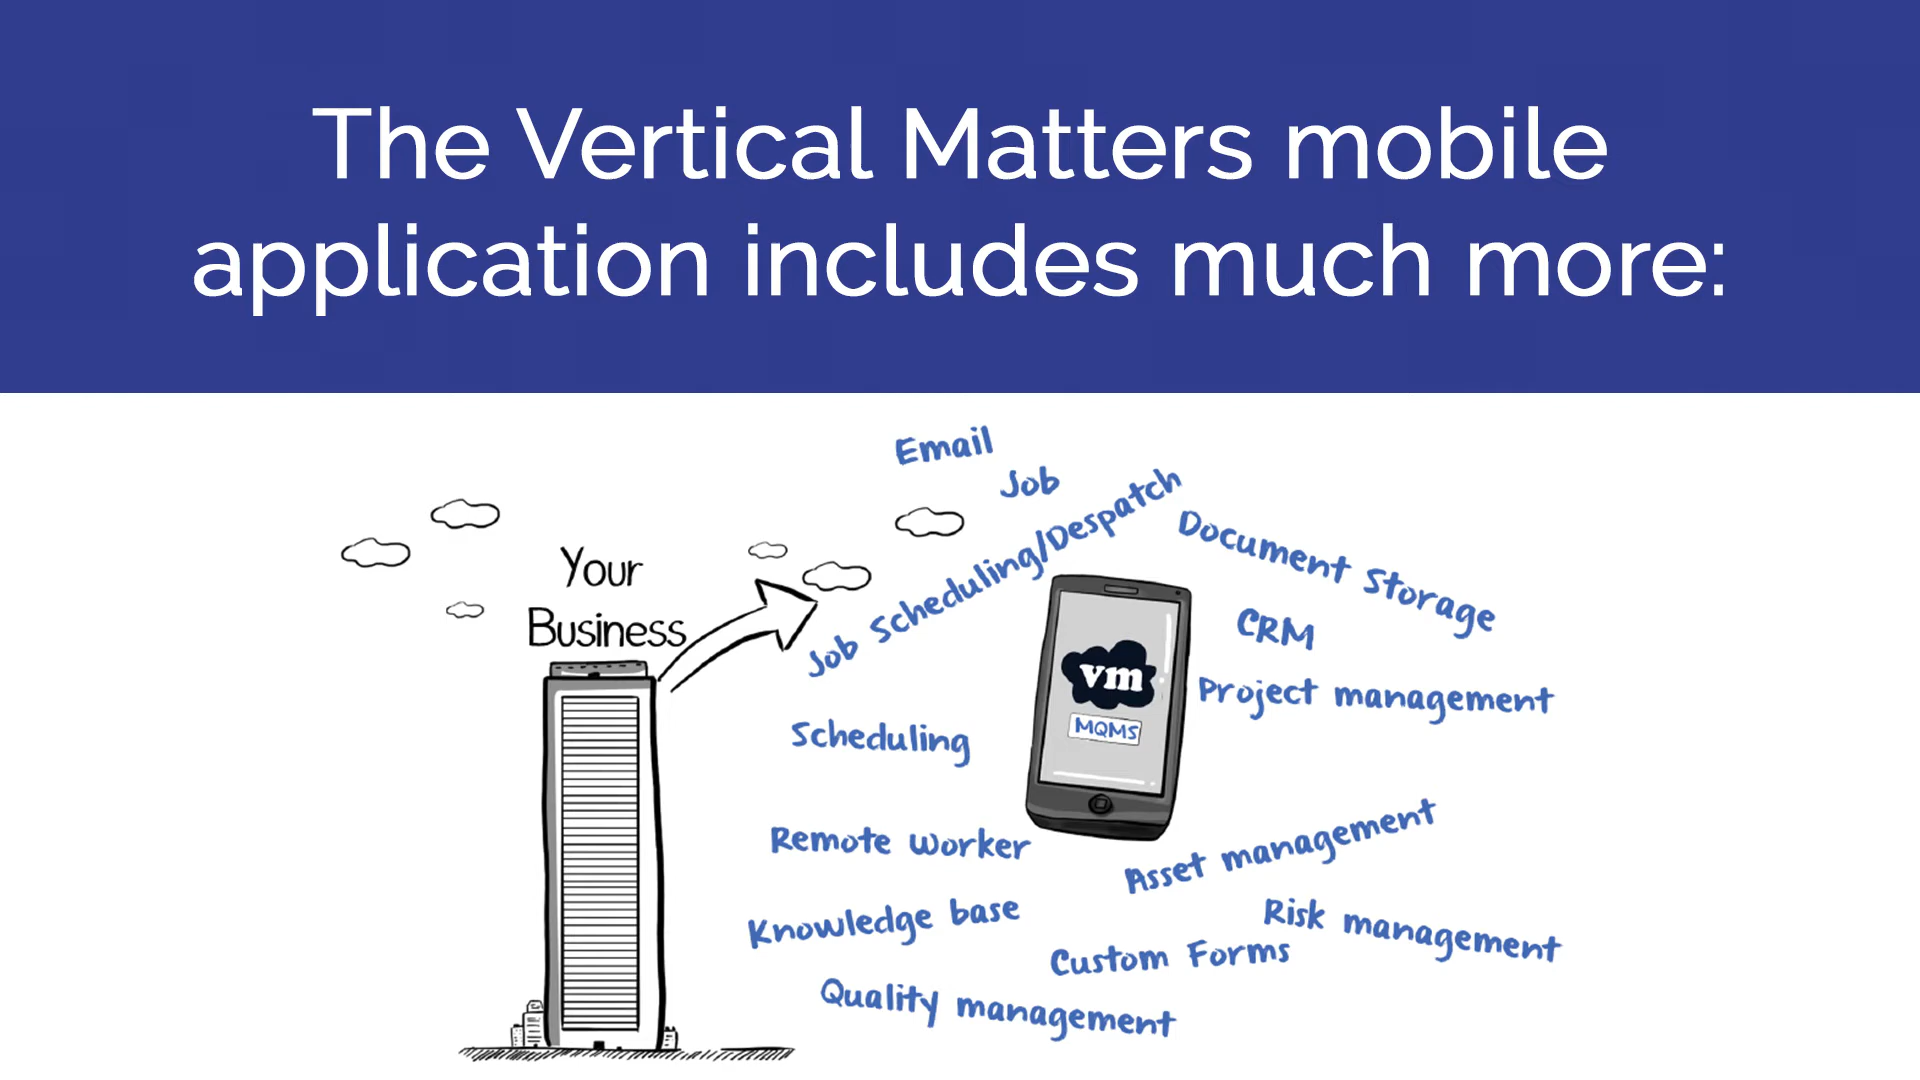 The Vertical Matters mobile
application includes much more:
Email
Job
Job Scheduling/Despatch
Document Storage
Your
Business
CRM
vm
MQMS
Project management
Scheduling
Remote worker
Asset management
Knowledge base
Risk management
Custom Forms
Quality management